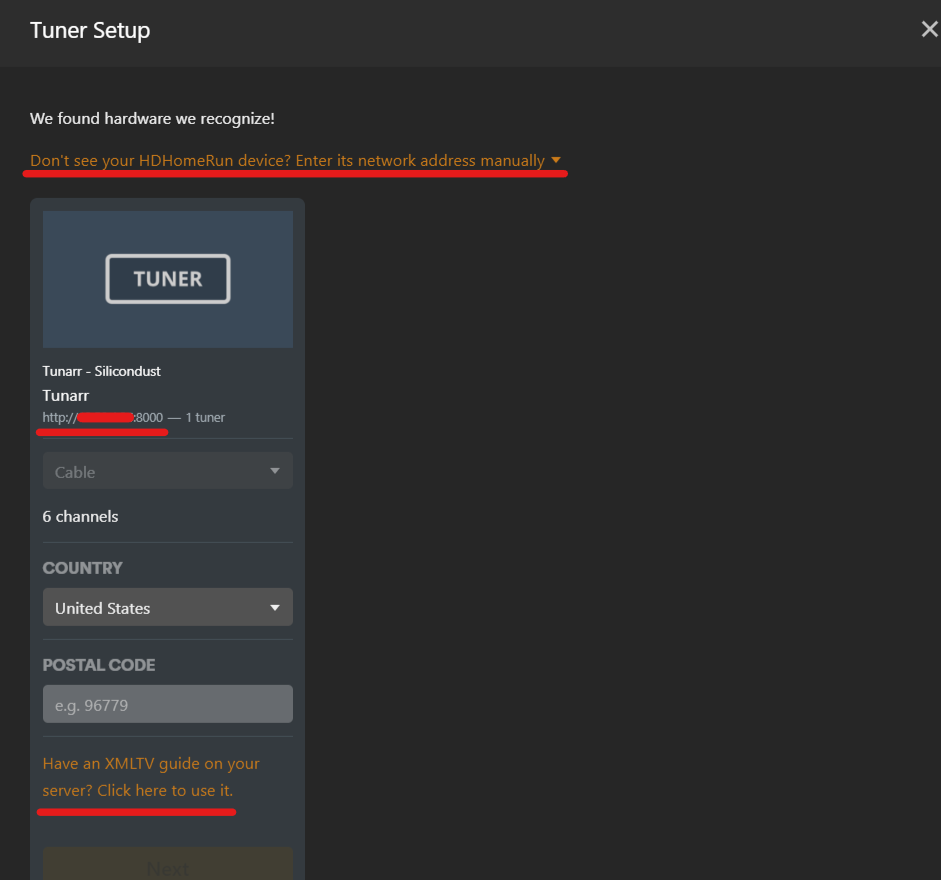 Tuner Setup
We found hardware we recognize!
Don't see your HDHomeRun device? Enter its network address manually
TUNER
Tunarr - Silicondust
Tunarr
http:// :8000 — 1 tuner
Cable
6 channels
COUNTRY
United States
POSTAL CODE
e.g. 96779
Have an XMLTV guide on your
server? Click here to use it.
Next